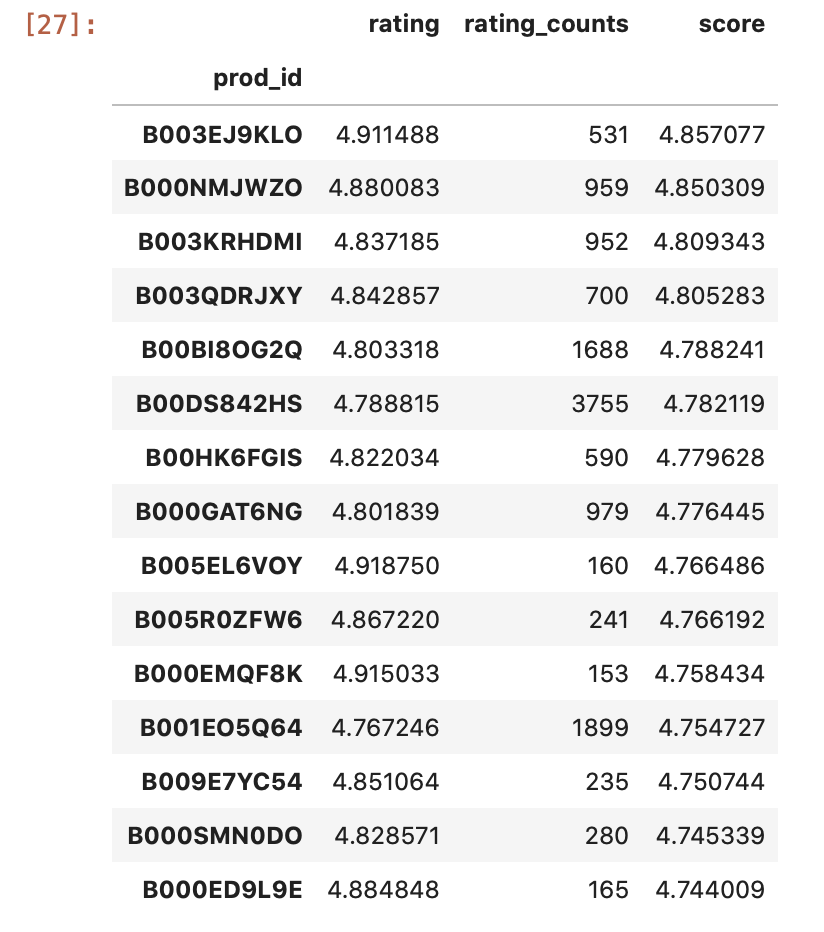 [27]: rating rating_counts score
prod_id
B003EJ9KLO 4.911488 531 4.857077
B000NMJWZO 4.880083 959 4.850309
B003KRHDMI 4.837185 952 4.809343
B003QDRJXY 4.842857 700 4.805283
B00BI8OG2Q 4.803318 1688 4.788241
B00DS842HS 4.788815 3755 4.782119
B00HK6FGIS 4.822034 590 4.779628
B000GAT6NG 4.801839 979 4.776445
B005EL6VOY 4.918750 160 4.766486
B005R0ZFW6 4.867220 241 4.766192
B000EMQF8K 4.915033 153 4.758434
B001EO5Q64 4.767246 1899 4.754727
B009E7YC54 4.851064 235 4.750744
B000SMN0DO 4.828571 280 4.745339
B000ED9L9E 4.884848 165 4.744009